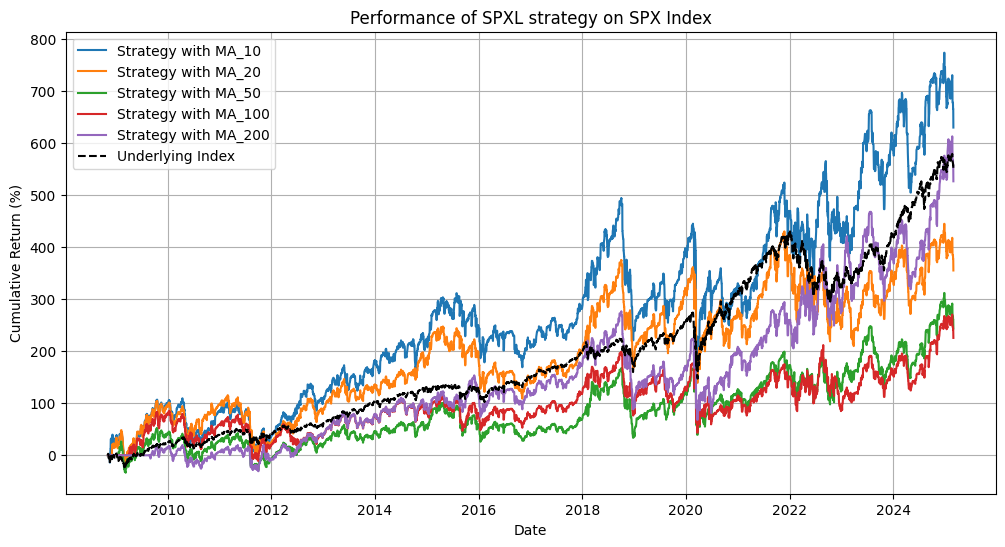 Performance of SPXL strategy on SPX Index
Cumulative Return (%)
800
700
600
500
400
300
200
100
0
Strategy with MA_10
Strategy with MA_20
Strategy with MA_50
Strategy with MA_100
Strategy with MA_200
Underlying Index
2010 2012 2014 2016 2018 2020 2022 2024
Date